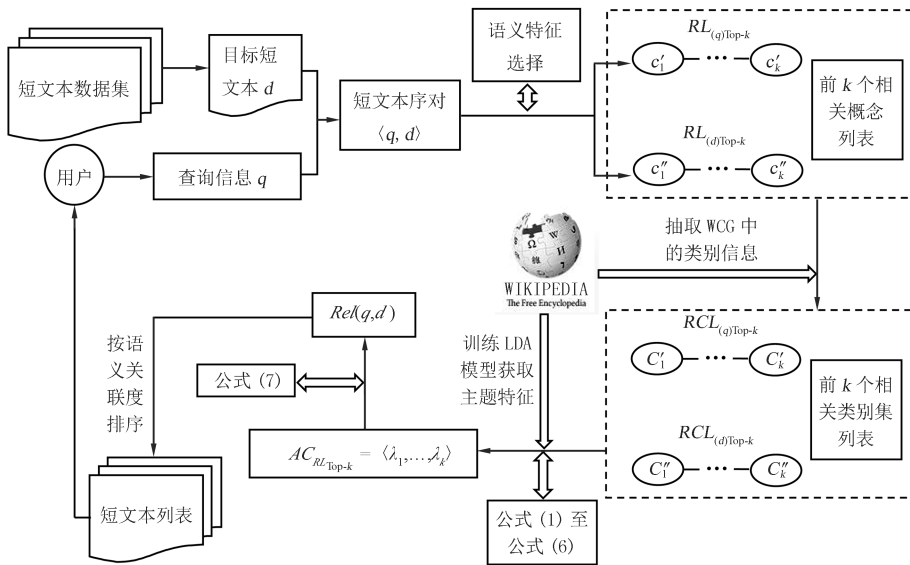 短文本数据集
目标短
文本 d
用户
查询信息 q
短文本序对
⟨q, d⟩
语义特征
选择
RL(q)Top-k
c′1 ··· c′k
RL(d)Top-k
c″1 ··· c″k
前 k 个相
关概念
列表
抽取 WCG 中
的类别信息
Ω W И 7
WIKIPEDIA
The Free Encyclopedia
RCL(q)Top-k
C′1 ··· C′k
RCL(d)Top-k
C″1 ··· C″k
前 k 个相
关类别集
列表
训练 LDA
模型获取
主题特征
公式 (1) 至
公式 (6)
AC RL Top-k = ⟨λ1,…,λk⟩
公式 (7)
Rel(q,d )
按语
义关
联度
排序
短文本列表